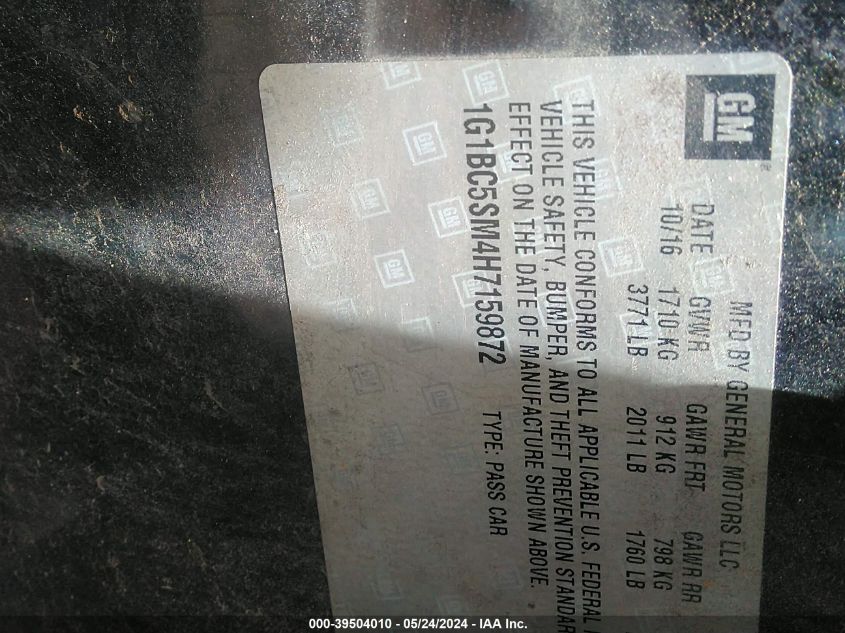 GM
®
MFD BY GENERAL MOTORS LLC
DATE GVWR GAWR FRT GAWR RR
10/16 1710 KG 912 KG 798 KG
3771 LB 2011 LB 1760 LB
THIS VEHICLE CONFORMS TO ALL APPLICABLE U.S. FEDERAL
VEHICLE SAFETY, BUMPER, AND THEFT PREVENTION STANDAR
EFFECT ON THE DATE OF MANUFACTURE SHOWN ABOVE.
1G1BC5SM4H7159872 TYPE: PASS CAR
000-39504010 - 05/24/2024 - IAA Inc.